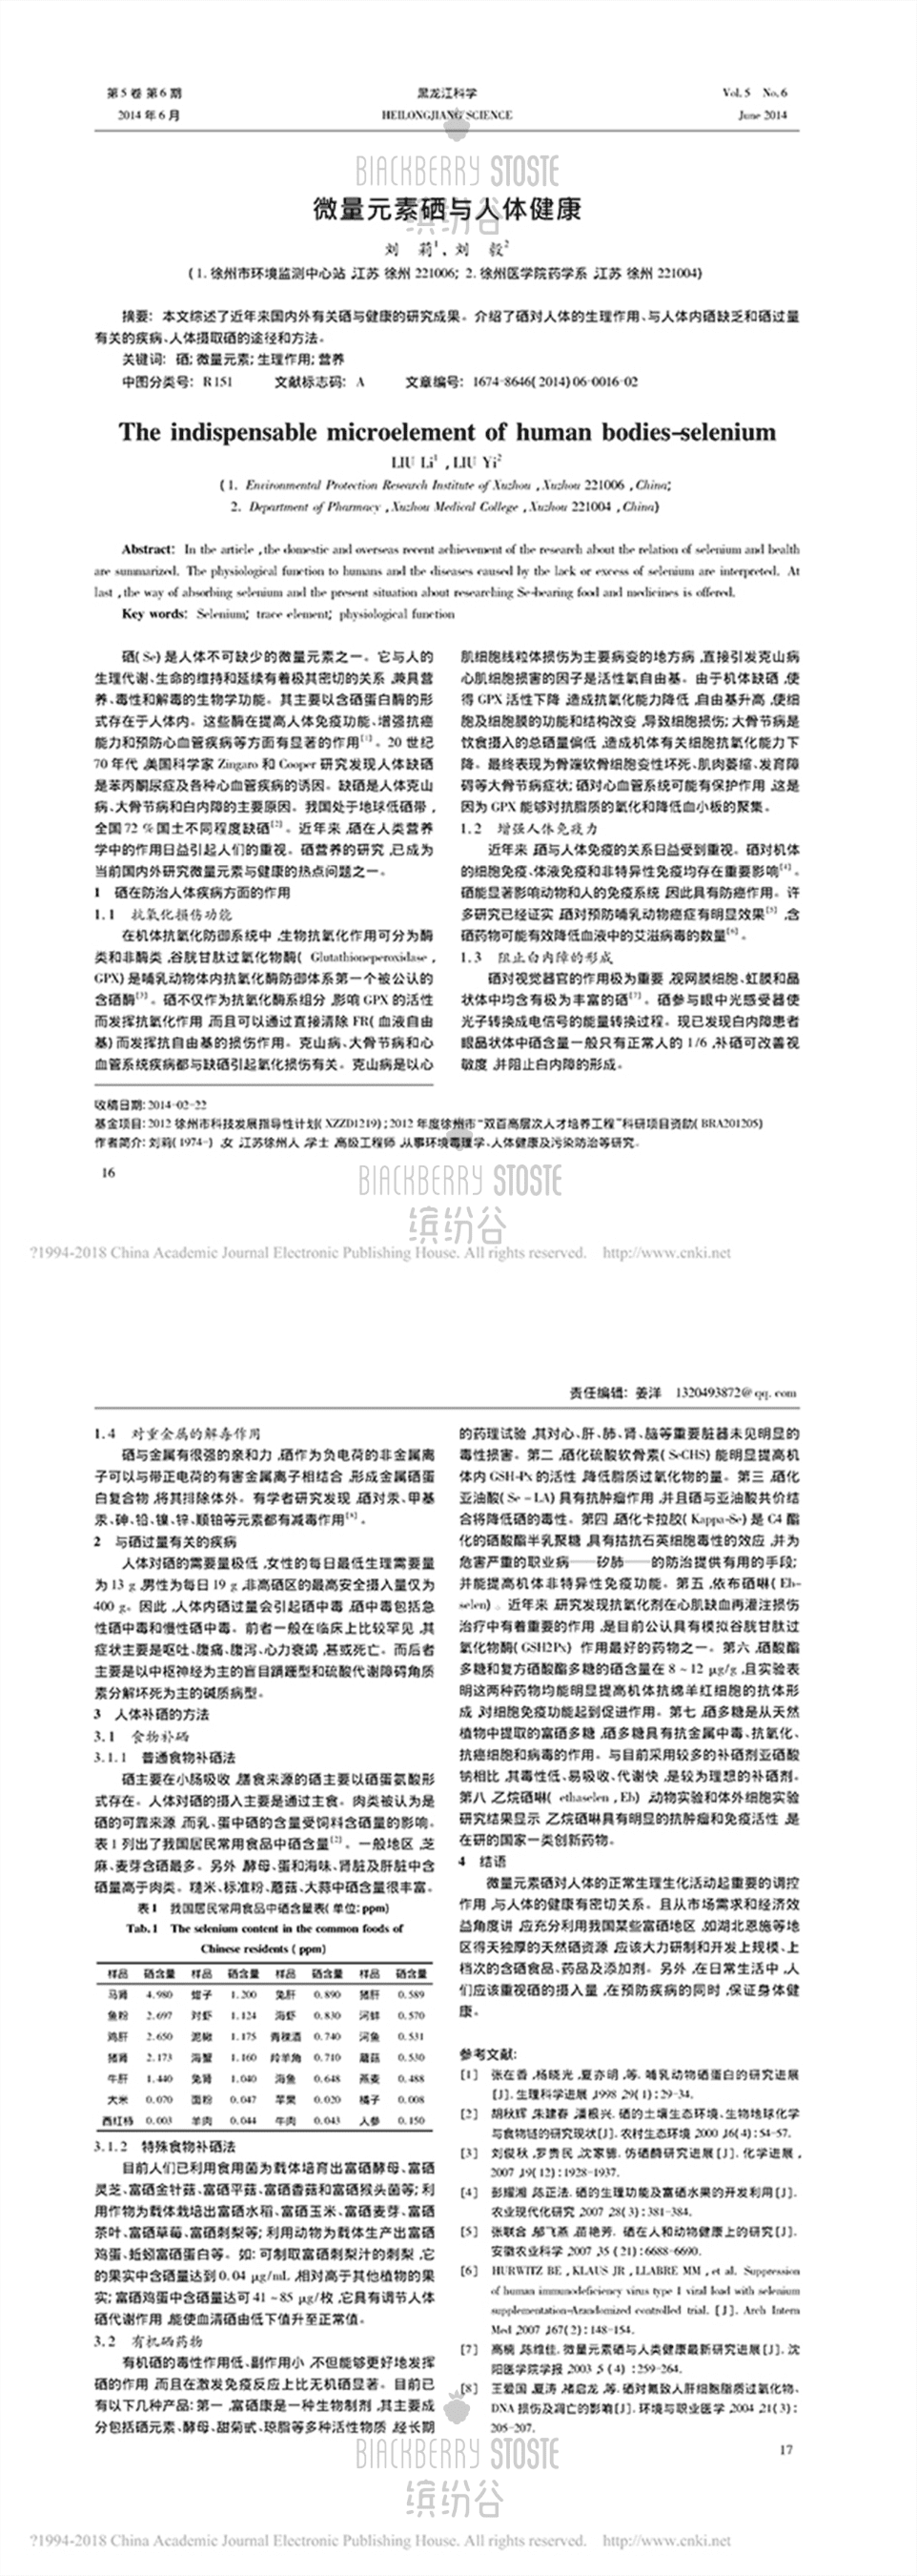 第5卷 第6期
黑龙江科学
Vol.5 No.6
2014年6月
HEILONGJIANG SCIENCE
June 2014
BlACKBERRY STOSTE
缤纷谷
微量元素硒与人体健康
刘 莉1,刘 毅2
(1.徐州市环境监测中心站,江苏 徐州 221006; 2.徐州医学院药学系,江苏 徐州 221004)
摘要: 本文综述了近年来国内外有关硒与健康的研究成果。介绍了硒对人体的生理作用、与人体内硒缺乏和硒过量
有关的疾病、人体摄取硒的途径和方法。
关键词: 硒; 微量元素; 生理作用; 营养
中图分类号: R151 文献标志码: A 文章编号: 1674-8646(2014)06-0016-02
The indispensable microelement of human bodies-selenium
LIU Li1 ,LIU Yi2
(1. Environmental Protection Research Institute of Xuzhou ,Xuzhou 221006 ,China;
2. Department of Pharmacy ,Xuzhou Medical College ,Xuzhou 221004 ,China)
Abstract: In the article ,the domestic and overseas recent achievement of the research about the relation of selenium and health
are summarized. The physiological function to humans and the diseases caused by the lack or excess of selenium are interpreted. At
last ,the way of absorbing selenium and the present situation about researching Se-bearing food and medicines is offered.
Key words: Selenium; trace element; physiological function
硒(Se)是人体不可缺少的微量元素之一。它与人的
生理代谢、生命的维持和延续有着极其密切的关系,兼具营
养、毒性和解毒的生物学功能。其主要以含硒蛋白酶的形
式存在于人体内。这些酶在提高人体免疫功能、增强抗癌
能力和预防心血管疾病等方面有显著的作用[1]。20世纪
70年代,美国科学家Zingaro和Cooper研究发现人体缺硒
是苯丙酮尿症及各种心血管疾病的诱因。缺硒是人体克山
病、大骨节病和白内障的主要原因。我国处于地球低硒带,
全国72%国土不同程度缺硒[2]。近年来,硒在人类营养
学中的作用日益引起人们的重视。硒营养的研究,已成为
当前国内外研究微量元素与健康的热点问题之一。
1 硒在防治人体疾病方面的作用
1.1 抗氧化损伤功能
在机体抗氧化防御系统中,生物抗氧化作用可分为酶
类和非酶类,谷胱甘肽过氧化物酶( Glutathioneperoxidase,
GPX)是哺乳动物体内抗氧化酶防御体系第一个被公认的
含硒酶[3]。硒不仅作为抗氧化酶系组分,影响GPX的活性
而发挥抗氧化作用,而且可以通过直接清除FR(血液自由
基)而发挥抗自由基的损伤作用。克山病、大骨节病和心
血管系统疾病都与缺硒引起氧化损伤有关。克山病是以心
肌细胞线粒体损伤为主要病变的地方病,直接引发克山病
心肌细胞损害的因子是活性氧自由基。由于机体缺硒,使
得GPX活性下降,造成抗氧化能力降低,自由基升高,使细
胞及细胞膜的功能和结构改变,导致细胞损伤; 大骨节病是
饮食摄入的总硒量偏低,造成机体有关细胞抗氧化能力下
降。最终表现为骨端软骨细胞变性坏死、肌肉萎缩、发育障
碍等大骨节病症状; 硒对心血管系统可能有保护作用,这是
因为GPX能够对抗脂质的氧化和降低血小板的聚集。
1.2 增强人体免疫力
近年来,硒与人体免疫的关系日益受到重视。硒对机体
的细胞免疫、体液免疫和非特异性免疫均存在重要影响[4]。
硒能显著影响动物和人的免疫系统,因此具有防癌作用。许
多研究已经证实,硒对预防哺乳动物癌症有明显效果[5],含
硒药物可能有效降低血液中的艾滋病毒的数量[6]。
1.3 阻止白内障的形成
硒对视觉器官的作用极为重要,视网膜细胞、虹膜和晶
状体中均含有极为丰富的硒[7]。硒参与眼中光感受器使
光子转换成电信号的能量转换过程。现已发现白内障患者
眼晶状体中硒含量一般只有正常人的1/6,补硒可改善视
敏度,并阻止白内障的形成。
收稿日期: 2014-02-22
基金项目: 2012徐州市科技发展指导性计划(XZZD1219); 2012年度徐州市“双百高层次人才培养工程”科研项目资助(BRA201205)
作者简介: 刘莉(1974-),女,江苏徐州人,学士,高级工程师,从事环境毒理学、人体健康及污染防治等研究。
16
BlACKBERRY STOSTE
缤纷谷
?1994-2018 China Academic Journal Electronic Publishing House. All rights reserved. http://www.cnki.net
责任编辑: 姜洋 1320493872@qq.com
1.4 对重金属的解毒作用
硒与金属有很强的亲和力,硒作为负电荷的非金属离
子可以与带正电荷的有害金属离子相结合,形成金属硒蛋
白复合物,将其排除体外。有学者研究发现,硒对汞、甲基
汞、砷、铅、镍、锌、顺铂等元素都有减毒作用[8]。
2 与硒过量有关的疾病
人体对硒的需要量极低,女性的每日最低生理需要量
为13 g,男性为每日19 g,非高硒区的最高安全摄入量仅为
400 g。因此,人体内硒过量会引起硒中毒,硒中毒包括急
性硒中毒和慢性硒中毒。前者一般在临床上比较罕见,其
症状主要是呕吐、腹痛、腹泻、心力衰竭,甚或死亡。而后者
主要是以中枢神经为主的盲目蹒跚型和硫酸代谢障碍角质
素分解坏死为主的碱质病型。
3 人体补硒的方法
3.1 食物补硒
3.1.1 普通食物补硒法
硒主要在小肠吸收,膳食来源的硒主要以硒蛋氨酸形
式存在。人体对硒的摄入主要是通过主食。肉类被认为是
硒的可靠来源,而乳、蛋中硒的含量受饲料含硒量的影响。
表1列出了我国居民常用食品中硒含量[2]。一般地区,芝
麻、麦芽含硒最多。另外,酵母、蛋和海味、肾脏及肝脏中含
硒量高于肉类。糙米、标准粉、蘑菇、大蒜中硒含量很丰富。
表1 我国居民常用食品中硒含量表(单位: ppm)
Tab.1 The selenium content in the common foods of
Chinese residents (ppm)
样品 硒含量 样品 硒含量 样品 硒含量 样品 硒含量
马肾 4.980 蛏子 1.200 兔肝 0.890 猪肝 0.589
鱼粉 2.697 对虾 1.124 海虾 0.830 河蚌 0.570
鸡肝 2.650 泥鳅 1.175 青稞酒 0.740 河鱼 0.531
猪肾 2.173 海蟹 1.160 羚羊角 0.710 蘑菇 0.530
牛肝 1.440 兔肾 1.040 海鱼 0.648 燕麦 0.488
大米 0.070 面粉 0.047 苹果 0.020 橘子 0.008
西红柿 0.003 羊肉 0.044 牛肉 0.043 人参 0.150
3.1.2 特殊食物补硒法
目前人们已利用食用菌为载体培育出富硒酵母、富硒
灵芝、富硒金针菇、富硒平菇、富硒香菇和富硒猴头菌等; 利
用作物为载体栽培出富硒水稻、富硒玉米、富硒麦芽、富硒
茶叶、富硒草莓、富硒刺梨等; 利用动物为载体生产出富硒
鸡蛋、蚯蚓富硒蛋白等。如: 可制取富硒刺梨汁的刺梨,它
的果实中含硒量达到0.04 μg/mL,相对高于其他植物的果
实; 富硒鸡蛋中含硒量达可41~85 μg/枚,它具有调节人体
硒代谢作用,能使血清硒由低下值升至正常值。
3.2 有机硒药物
有机硒的毒性作用低、副作用小,不但能够更好地发挥
硒的作用,而且在激发免疫反应上比无机硒显著。目前已
有以下几种产品: 第一,富硒康是一种生物制剂,其主要成
分包括硒元素、酵母、甜菊甙、琼脂等多种活性物质,经长期
的药理试验,其对心、肝、肺、肾、脑等重要脏器未见明显的
毒性损害。第二,硒化硫酸软骨素(SeCHS)能明显提高机
体内GSH-Px的活性,降低脂质过氧化物的量。第三,硒化
亚油酸(Se-LA)具有抗肿瘤作用,并且硒与亚油酸共价结
合将降低硒的毒性。第四,硒化卡拉胶(Kappa-Se)是C4酯
化的硒酸酯半乳聚糖,具有拮抗石英细胞毒性的效应,并为
危害严重的职业病——矽肺——的防治提供有用的手段;
并能提高机体非特异性免疫功能。第五,依布硒啉(Eb-
selen)。近年来,研究发现抗氧化剂在心肌缺血再灌注损伤
治疗中有着重要的作用,是目前公认具有模拟谷胱甘肽过
氧化物酶(GSH2Px)作用最好的药物之一。第六,硒酸酯
多糖和复方硒酸酯多糖的硒含量在8~12 μg/g,且实验表
明这两种药物均能明显提高机体抗绵羊红细胞的抗体形
成,对细胞免疫功能起到促进作用。第七,硒多糖是从天然
植物中提取的富硒多糖,硒多糖具有抗金属中毒、抗氧化、
抗癌细胞和病毒的作用。与目前采用较多的补硒剂亚硒酸
钠相比,其毒性低、易吸收、代谢快,是较为理想的补硒剂。
第八,乙烷硒啉( ethaselen ,Eb),动物实验和体外细胞实验
研究结果显示,乙烷硒啉具有明显的抗肿瘤和免疫活性,是
在研的国家一类创新药物。
4 结语
微量元素硒对人体的正常生理生化活动起重要的调控
作用,与人体的健康有密切关系。且从市场需求和经济效
益角度讲,应充分利用我国某些富硒地区,如湖北恩施等地
区得天独厚的天然硒资源,应该大力研制和开发上规模、上
档次的含硒食品、药品及添加剂。另外,在日常生活中,人
们应该重视硒的摄入量,在预防疾病的同时,保证身体健
康。
参考文献:
[1] 张在香,杨晓光,夏亦明,等.哺乳动物硒蛋白的研究进展
[J].生理科学进展,1998,29(1):29-34.
[2] 胡秋辉,朱建春,潘根兴.硒的土壤生态环境、生物地球化学
与食物链的研究现状[J].农村生态环境,2000,16(4):54-57.
[3] 刘俊秋,罗贵民,沈家骢.仿硒酶研究进展[J].化学进展,
2007,19(12):1928-1937.
[4] 彭耀湘,陈正法.硒的生理功能及富硒水果的开发利用[J].
农业现代化研究,2007,28(3):381-384.
[5] 张联合,郁飞燕,苗艳芳.硒在人和动物健康上的研究[J].
安徽农业科学,2007,35(21):6688-6690.
[6] HURWITZ BE ,KLAUS JR ,LLABRE MM ,et al. Suppression
of human immunodeficiency virus type 1 viral load with selenium
supplementation-Arandomized controlled trial. [J]. Arch Intern
Med,2007,167(2):148-154.
[7] 高楠,陈维佳.微量元素硒与人类健康最新研究进展[J].沈
阳医学院学报,2003,5(4):259-264.
[8] 王爱国,夏涛,褚启龙,等.硒对氟致人肝细胞脂质过氧化物、
DNA损伤及凋亡的影响[J].环境与职业医学,2004,21(3):
205-207.
17
BlACKBERRY STOSTE
缤纷谷
?1994-2018 China Academic Journal Electronic Publishing House. All rights reserved. http://www.cnki.net